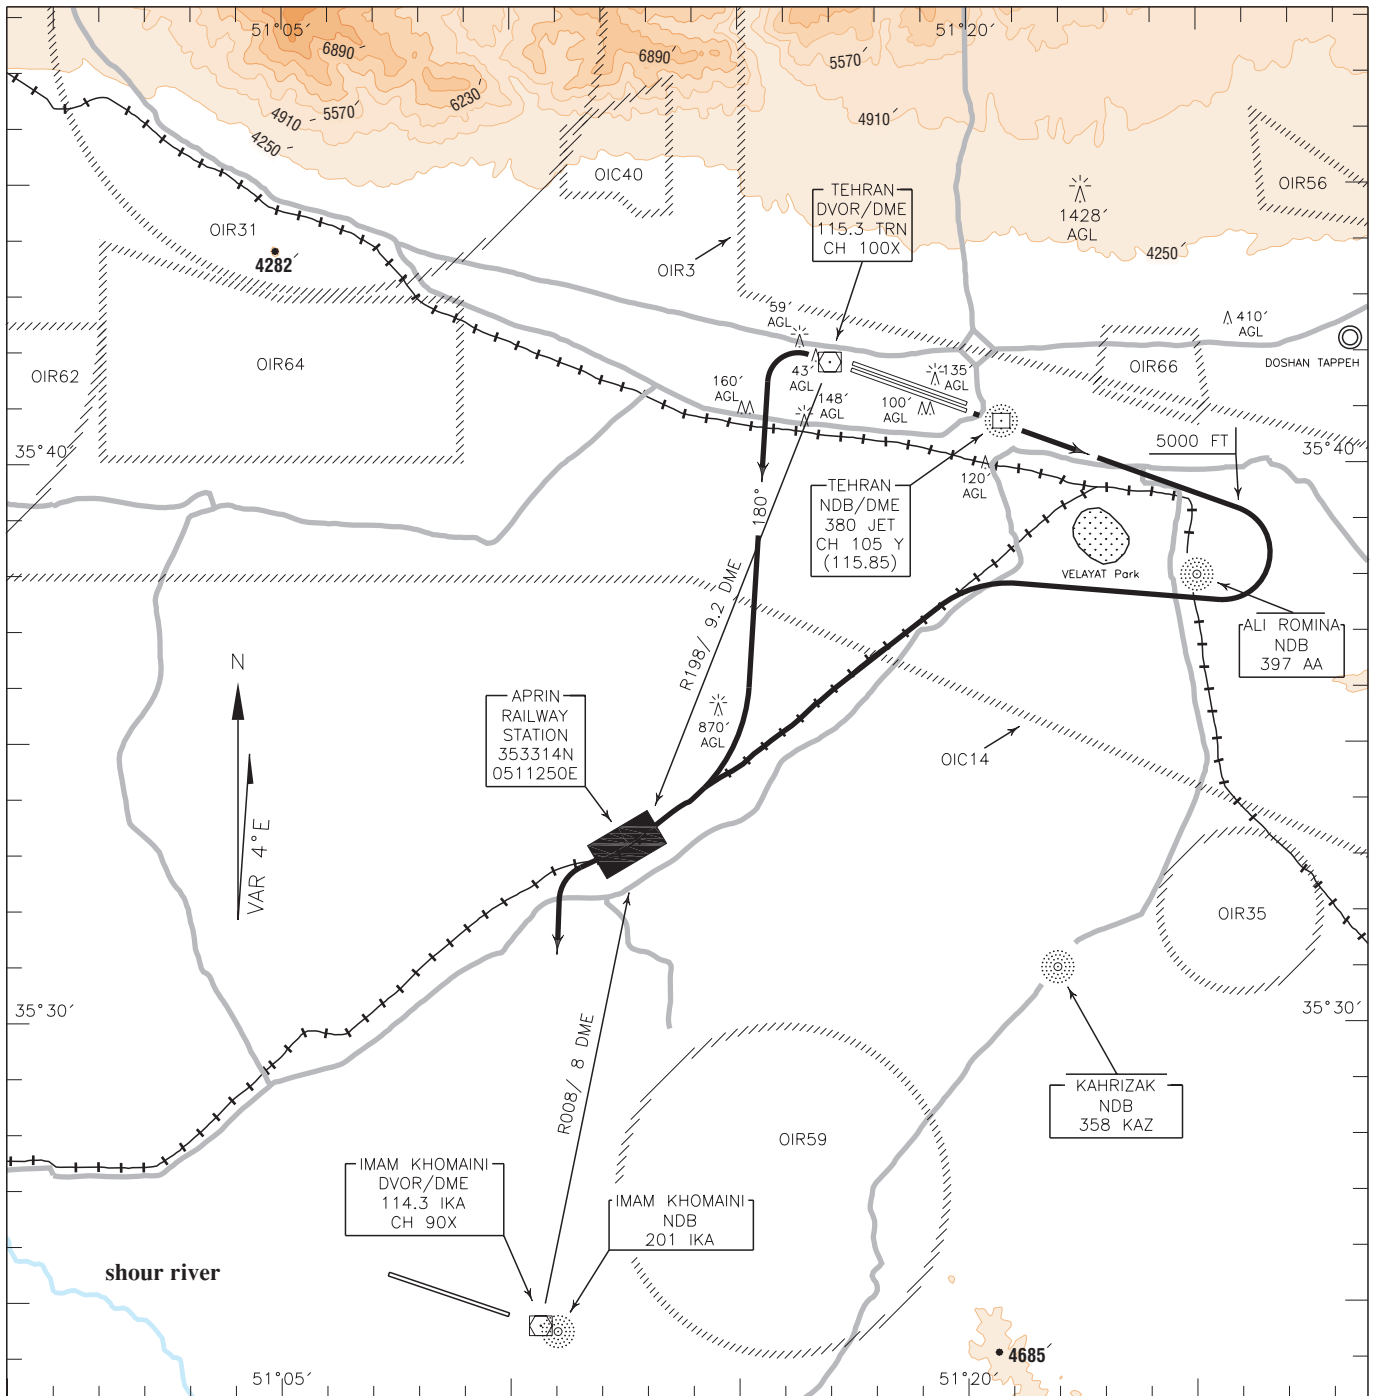 51°05´
51°20´
6890´
6890´
5570´
6230´
4910 -
5570´
4910´
4250´
OIC40
OIR56
TEHRAN
DVOR/DME
115.3 TRN
CH 100X
1428´
AGL
OIR31
4282´
OIR3
4250´
59´
AGL
410´
AGL
DOSHAN TAPPEH
OIR62
OIR64
OIR66
43´
AGL
135´
AGL
160´
AGL
148´
AGL
100´
AGL
5000 FT
35°40´
35°40´
120´
AGL
TEHRAN
NDB/DME
380 JET
CH 105 Y
(115.85)
180°
VELAYAT Park
R198/ 9.2 DME
ALI ROMINA
NDB
397 AA
N
VAR 4°E
APRIN
RAILWAY
STATION
353314N
0511250E
870´
AGL
OIC14
OIR35
35°30´
35°30´
R008/ 8 DME
KAHRIZAK
NDB
358 KAZ
OIR59
IMAM KHOMAINI
DVOR/DME
114.3 IKA
CH 90X
IMAM KHOMAINI
NDB
201 IKA
shour river
4685´
51°05´
51°20´